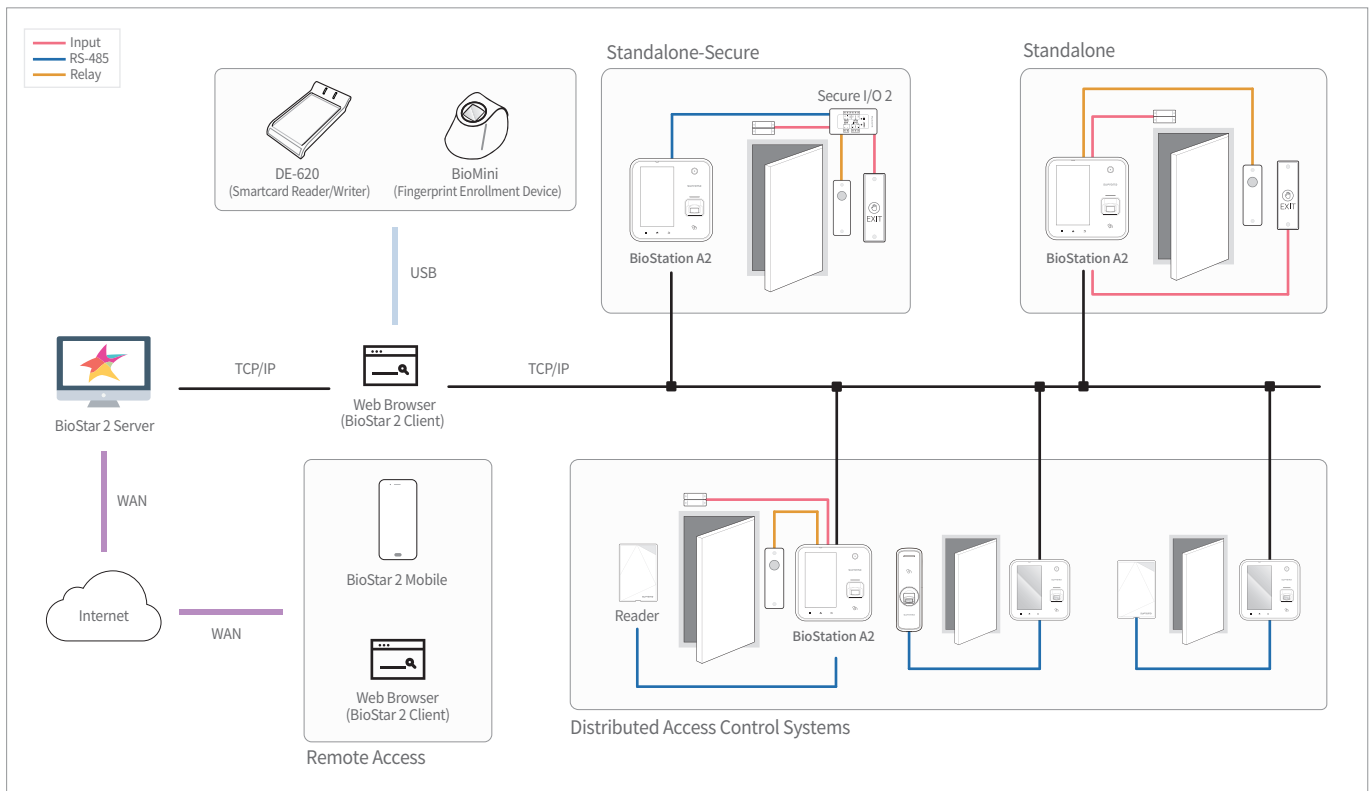 Input
RS-485
Relay
DE-620
(Smartcard Reader/Writer)
BioMini
(Fingerprint Enrollment Device)
USB
Standalone-Secure
Secure I/O 2
EXIT
BioStation A2
Standalone
EXIT
BioStation A2
BioStar 2 Server
TCP/IP
Web Browser
(BioStar 2 Client)
TCP/IP
WAN
Internet
WAN
BioStar 2 Mobile
Web Browser
(BioStar 2 Client)
Remote Access
Reader
BioStation A2
Distributed Access Control Systems